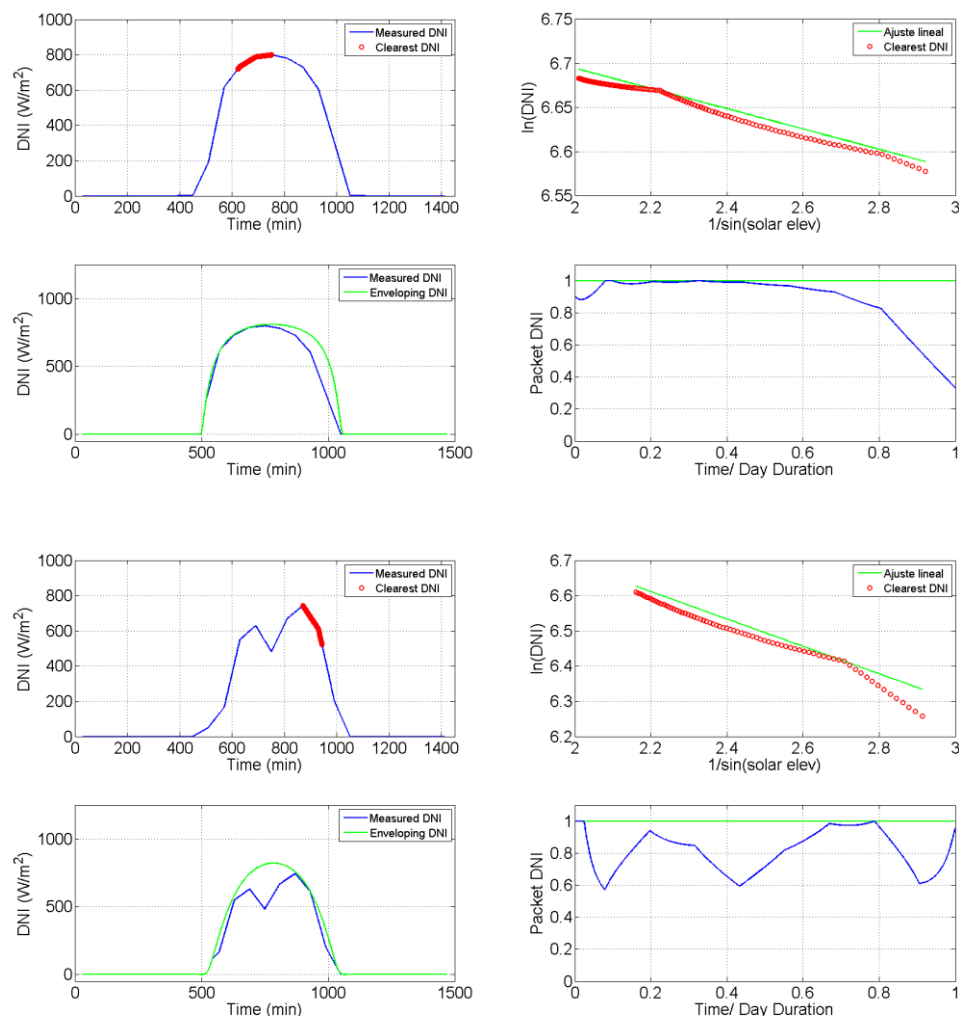 1000
800
600
400
200
0
DNI (W/m²)
Measured DNI
Clearest DNI
0 200 400 600 800 1000 1200 1400
Time (min)
6.75
6.7
6.65
6.6
6.55
ln(DNI)
Ajuste lineal
Clearest DNI
2 2.2 2.4 2.6 2.8 3
1/sin(solar elev)
1000
500
0
DNI (W/m²)
Measured DNI
Enveloping DNI
0 500 1000 1500
Time (min)
1
0.8
0.6
0.4
0.2
0
Packet DNI
0 0.2 0.4 0.6 0.8 1
Time/ Day Duration
1000
800
600
400
200
0
DNI (W/m²)
Measured DNI
Clearest DNI
0 200 400 600 800 1000 1200 1400
Time (min)
6.7
6.6
6.5
6.4
6.3
6.2
ln(DNI)
Ajuste lineal
Clearest DNI
2 2.2 2.4 2.6 2.8 3
1/sin(solar elev)
1000
500
0
DNI (W/m²)
Measured DNI
Enveloping DNI
0 500 1000 1500
Time (min)
1
0.8
0.6
0.4
0.2
0
Packet DNI
0 0.2 0.4 0.6 0.8 1
Time/ Day Duration